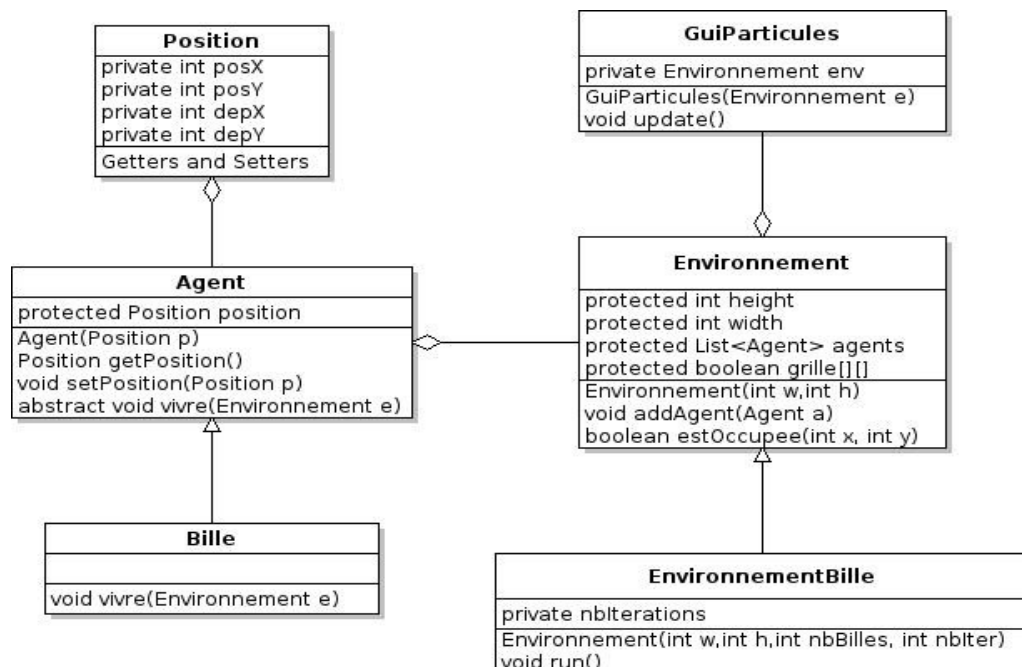 Position
private int posX
private int posY
private int depX
private int depY
Getters and Setters
GuiParticules
private Environnement env
GuiParticules(Environnement e)
void update()
Agent
protected Position position
Agent(Position p)
Position getPosition()
void setPosition(Position p)
abstract void vivre(Environnement e)
Environnement
protected int height
protected int width
protected List<Agent> agents
protected boolean grille[][]
Environnement(int w,int h)
void addAgent(Agent a)
boolean estOccupee(int x, int y)
Bille
void vivre(Environnement e)
EnvironnementBille
private nbIterations
Environnement(int w,int h,int nbBilles, int nbIter)
void run()